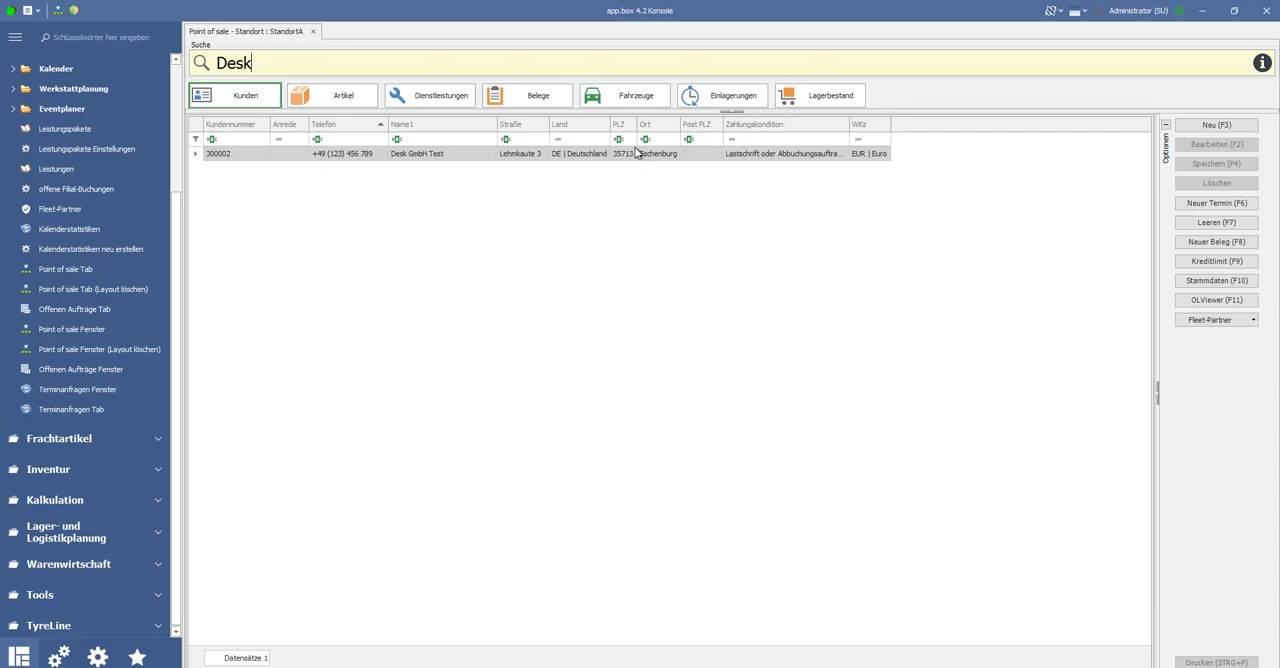 app.box 4.2 Konsole
Administrator (SU)
Schlüsselwörter hier eingeben
Point of sale - Standort : StandortA
Suche
Desk
Kunden
Artikel
Dienstleistungen
Belege
Fahrzeuge
Einlagerungen
Lagerbestand
Kundennummer Anrede Telefon Name1 Straße Land PLZ Ort Post PLZ Zahlungskondition WKz
300002 +49 (123) 456 789 Desk GmbH Test Lehmkaute 3 DE | Deutschland 35713 Eschenburg Lastschrift oder Abbuchungsauftra... EUR | Euro
Datensätze 1
Kalender
Werkstattplanung
Eventplaner
Leistungspakete
Leistungspakete Einstellungen
Leistungen
offene Filial-Buchungen
Fleet-Partner
Kalenderstatistiken
Kalenderstatistiken neu erstellen
Point of sale Tab
Point of sale Tab (Layout löschen)
Offenen Aufträge Tab
Point of sale Fenster
Point of sale Fenster (Layout löschen)
Offenen Aufträge Fenster
Terminanfragen Fenster
Terminanfragen Tab
Frachtartikel
Inventur
Kalkulation
Lager- und
Logistikplanung
Warenwirtschaft
Tools
TyreLine
Optionen
Neu (F3)
Bearbeiten (F2)
Speichern (F4)
Löschen
Neuer Termin (F6)
Leeren (F7)
Neuer Beleg (F8)
Kreditlimit (F9)
Stammdaten (F10)
OLViewer (F11)
Fleet-Partner
Drucken (STRG+P)